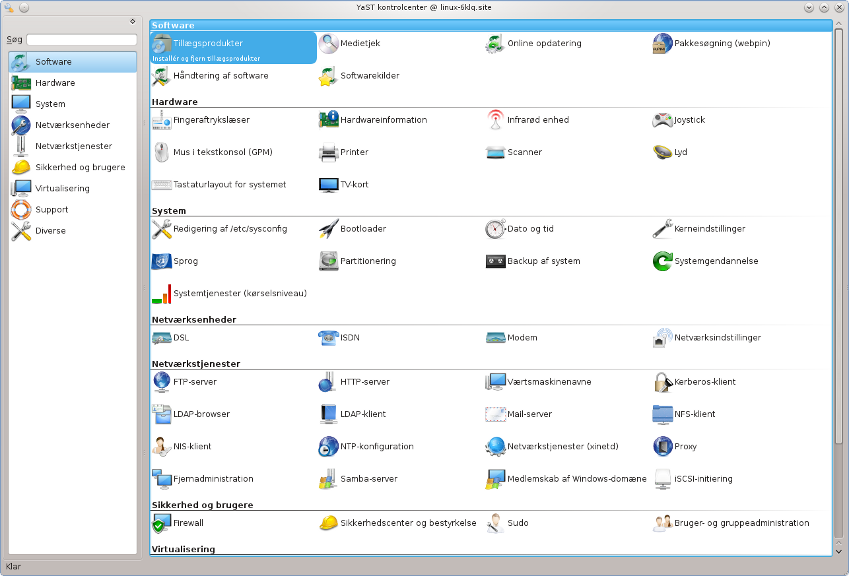 YaST kontrolcenter @ linux-6klq.site
Søg
Software
Hardware
System
Netværksenheder
Netværkstjenester
Sikkerhed og brugere
Virtualisering
Support
Diverse
Software
Tillægsprodukter
Installér og fjern tillægsprodukter
Medietjek
Online opdatering
Pakkesøgning (webpin)
Håndtering af software
Softwarekilder
Hardware
Fingeraftrykslæser
Hardwareinformation
Infrarød enhed
Joystick
Mus i tekstkonsol (GPM)
Printer
Scanner
Lyd
Tastaturlayout for systemet
TV-kort
System
Redigering af /etc/sysconfig
Bootloader
Dato og tid
Kerneindstillinger
Sprog
Partitionering
Backup af system
Systemgendannelse
Systemtjenester (kørselsniveau)
Netværksenheder
DSL
ISDN
Modem
Netværksindstillinger
Netværkstjenester
FTP-server
HTTP-server
Værtsmaskinenavne
Kerberos-klient
LDAP-browser
LDAP-klient
Mail-server
NFS-klient
NIS-klient
NTP-konfiguration
Netværkstjenester (xinetd)
Proxy
Fjernadministration
Samba-server
Medlemskab af Windows-domæne
iSCSI-initiering
Sikkerhed og brugere
Firewall
Sikkerhedscenter og bestyrkelse
Sudo
Bruger- og gruppeadministration
Virtualisering
Klar